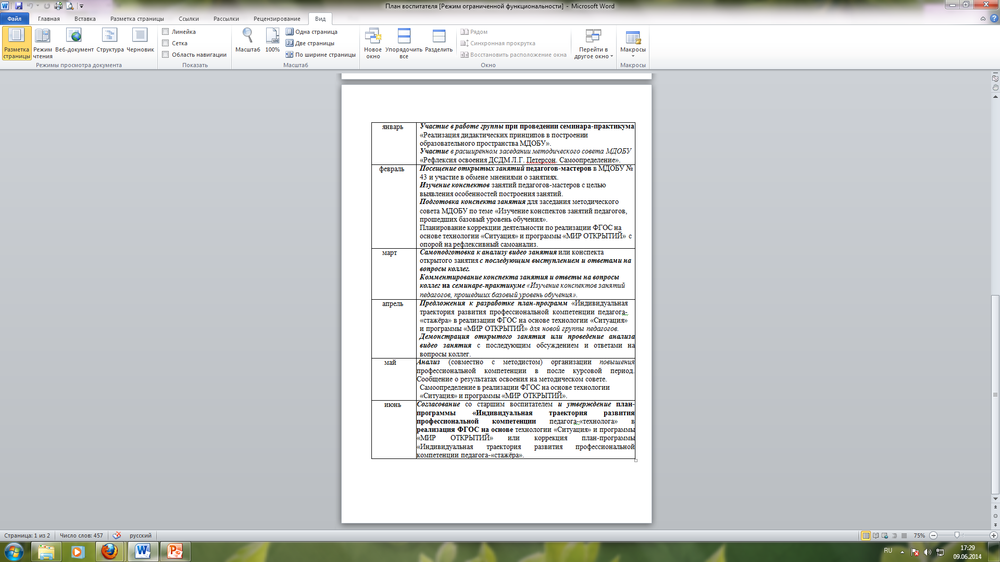 План воспитателя [Режим ограниченной функциональности] - Microsoft Word
Файл Главная Вставка Разметка страницы Ссылки Рассылки Рецензирование Вид
Разметка страницы
Режим чтения
Веб-документ
Структура
Черновик
Режимы просмотра документа
Линейка
Сетка
Область навигации
Показать
Масштаб
100%
Одна страница
Две страницы
По ширине страницы
Масштаб
Новое окно
Упорядочить все
Разделить
Рядом
Синхронная прокрутка
Восстановить расположение окна
Перейти в другое окно
Окно
Макросы
Макросы
январь
Участие в работе группы при проведении семинара-практикума
«Реализация дидактических принципов в построении
образовательного пространства МДОБУ».
Участие в расширенном заседании методического совета МДОБУ
«Рефлексия освоения ДСДМ Л.Г. Петерсон. Самоопределение».
февраль
Посещение открытых занятий педагогов-мастеров в МДОБУ №
43 и участие в обмене мнениями о занятиях.
Изучение конспектов занятий педагогов-мастеров с целью
выявления особенностей построения занятий.
Подготовка конспекта занятия для заседания методического
совета МДОБУ по теме «Изучение конспектов занятий педагогов,
прошедших базовый уровень обучения».
Планирование коррекции деятельности по реализации ФГОС на
основе технологии «Ситуация» и программы «МИР ОТКРЫТИЙ» с
опорой на рефлексивный самоанализ.
март
Самоподготовка к анализу видео занятия или конспекта
открытого занятия с последующим выступлением и ответами на
вопросы коллег.
Комментирование конспекта занятия и ответы на вопросы
коллег на семинаре-практикуме «Изучение конспектов занятий
педагогов, прошедших базовый уровень обучения».
апрель
Предложения к разработке план-программ «Индивидуальная
траектория развития профессиональной компетенции педагога-
«стажёра» в реализации ФГОС на основе технологии «Ситуация»
и программы «МИР ОТКРЫТИЙ» для новой группы педагогов.
Демонстрация открытого занятия или проведение анализа
видео занятия с последующим обсуждением и ответами на
вопросы коллег.
май
Анализ (совместно с методистом) организации повышения
профессиональной компетенции в после курсовой период.
Сообщение о результатах освоения на методическом совете.
Самоопределение в реализации ФГОС на основе технологии
«Ситуация» и программы «МИР ОТКРЫТИЙ».
июнь
Согласование со старшим воспитателем и утверждение план-
программы «Индивидуальная траектория развития
профессиональной компетенции педагога-«технолога» в
реализация ФГОС на основе технологии «Ситуация» и программы
«МИР ОТКРЫТИЙ» или коррекция план-программы
«Индивидуальная траектория развития профессиональной
компетенции педагога-«стажёра».
Страница: 1 из 2 Число слов: 457 русский 75%
RU 17:29
09.06.2014